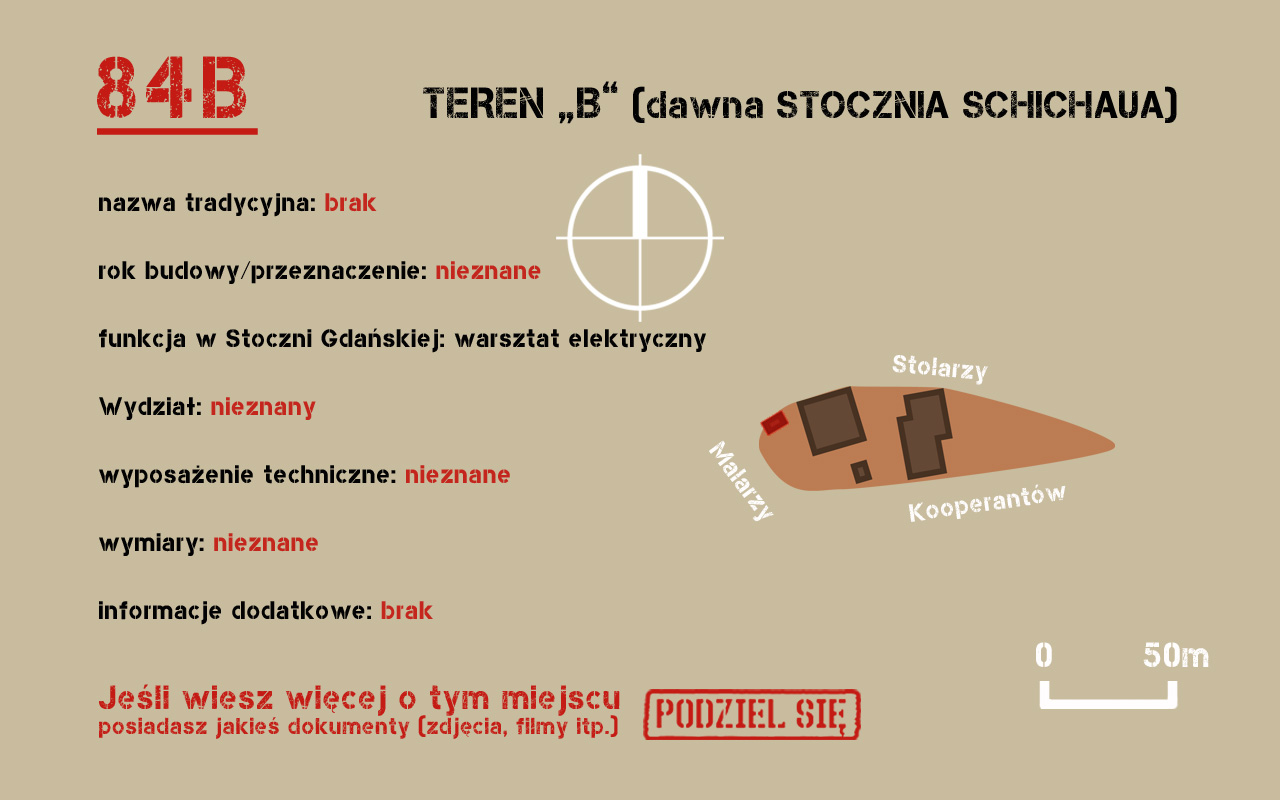 84B
TEREN „B“ (dawna STOCZNIA SCHICHAUA)
nazwa tradycyjna: brak
rok budowy/przeznaczenie: nieznane
funkcja w Stoczni Gdańskiej: warsztat elektryczny
Wydział: nieznany
wyposażenie techniczne: nieznane
wymiary: nieznane
informacje dodatkowe: brak
Stolarzy
Malarzy
Kooperantów
0 50m
Jeśli wiesz więcej o tym miejscu
posiadasz jakieś dokumenty (zdjęcia, filmy itp.)
PODZIEL SIĘ